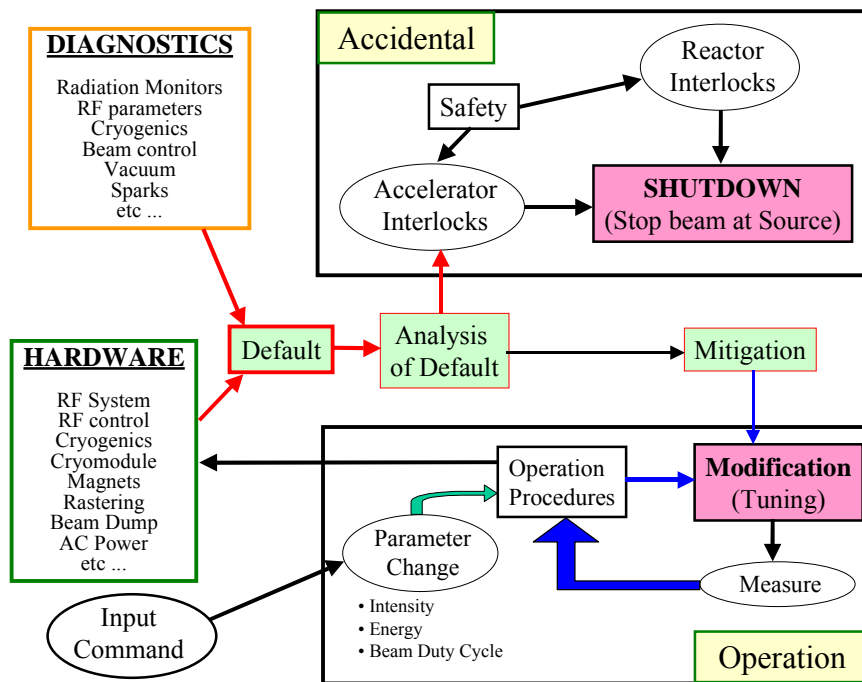 DIAGNOSTICS
Radiation Monitors
RF parameters
Cryogenics
Beam control
Vacuum
Sparks
etc ...
Accidental
Reactor
Interlocks
Safety
Accelerator
Interlocks
SHUTDOWN
(Stop beam at Source)
Default
Analysis
of Default
Mitigation
HARDWARE
RF System
RF control
Cryogenics
Cryomodule
Magnets
Rastering
Beam Dump
AC Power
etc ...
Operation
Procedures
Modification
(Tuning)
Parameter
Change
• Intensity
• Energy
• Beam Duty Cycle
Measure
Input
Command
Operation